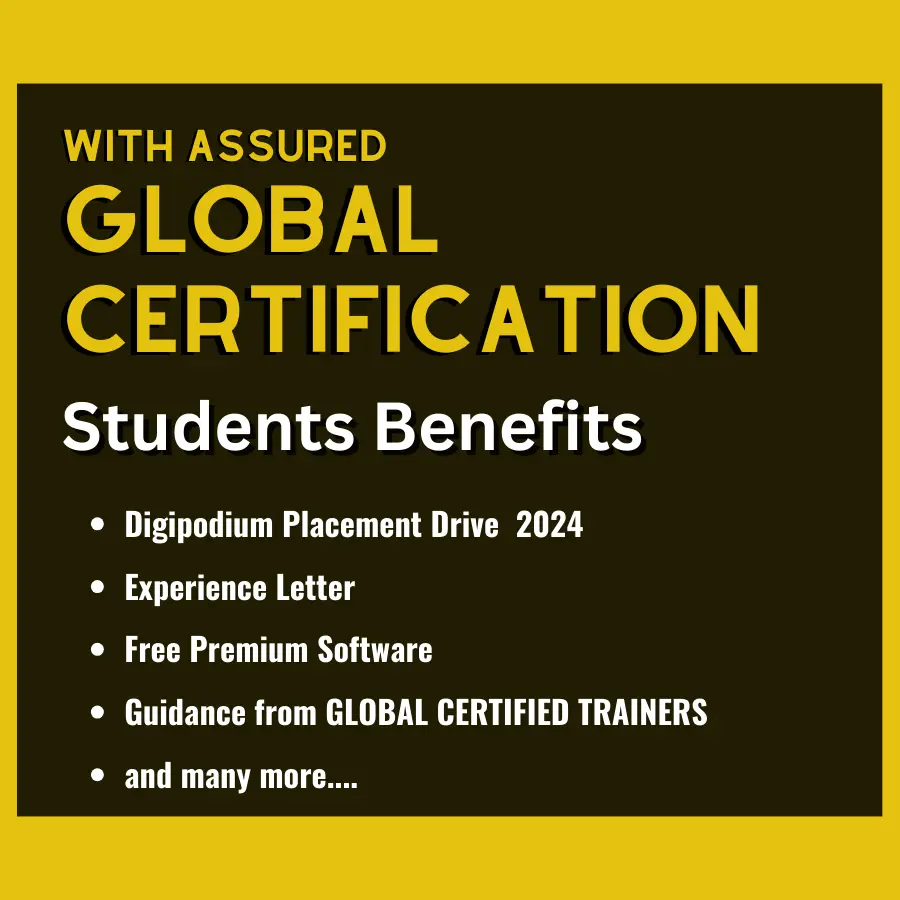 WITH ASSURED
GLOBAL
CERTIFICATION
Students Benefits
• Digipodium Placement Drive  2024
• Experience Letter
• Free Premium Software
• Guidance from GLOBAL CERTIFIED TRAINERS
• and many more....